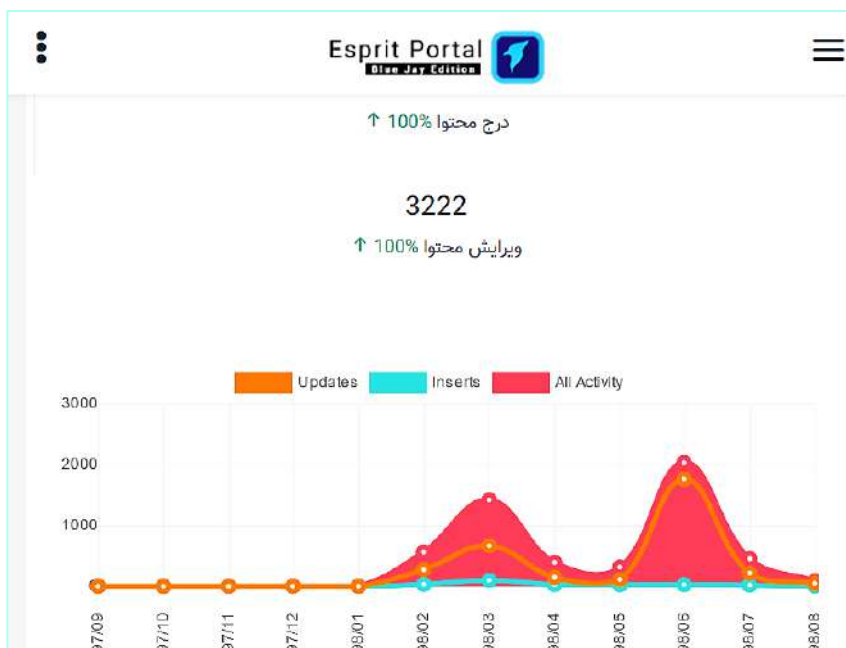 Esprit Portal
Blue Jay Edition
درج محتوا 100% ↑
3222
ویرایش محتوا 100% ↑
Updates Inserts All Activity
3000
2000
1000
97/09 97/10 97/11 97/12 98/01 98/02 98/03 98/04 98/05 98/06 98/07 98/08